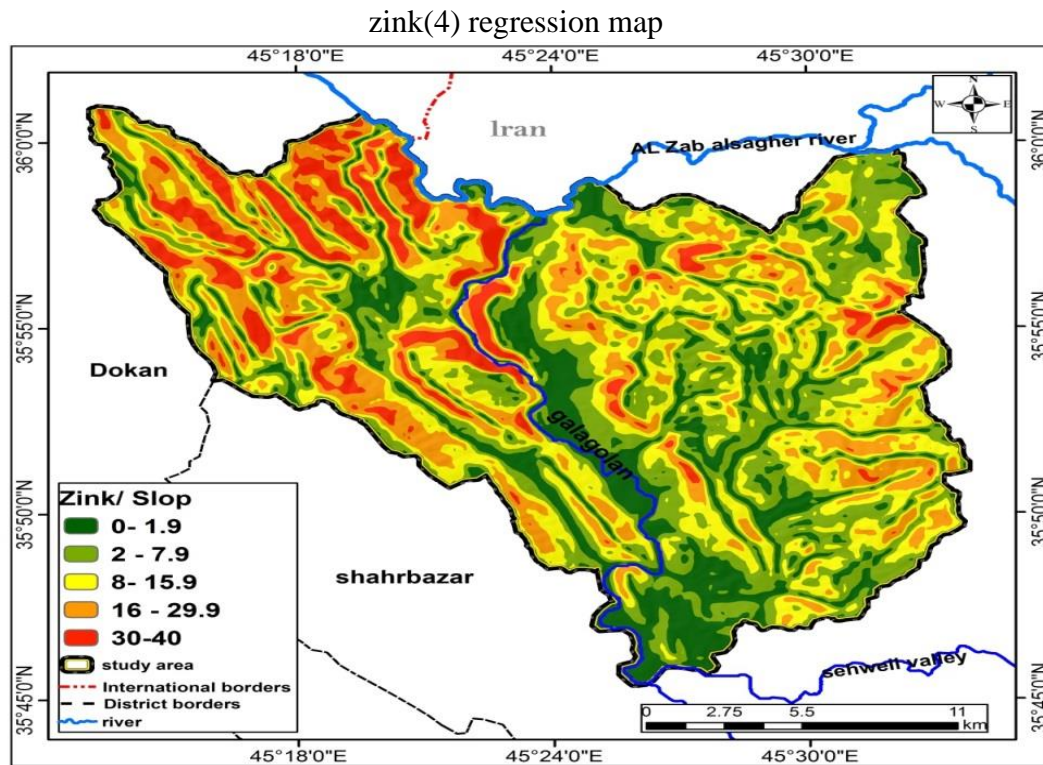 zink(4) regression map
45°18'0"E
45°24'0"E
45°30'0"E
N
W
E
S
Iran
AL Zab alsagher river
36°0'0"N
36°0'0"N
35°55'0"N
35°55'0"N
Dokan
galagolan
35°50'0"N
35°50'0"N
shahrbazar
senwell valley
35°45'0"N
35°45'0"N
Zink/ Slop
0- 1.9
2 - 7.9
8- 15.9
16 - 29.9
30-40
study area
International borders
District borders
river
0 2.75 5.5 11
km
45°18'0"E
45°24'0"E
45°30'0"E